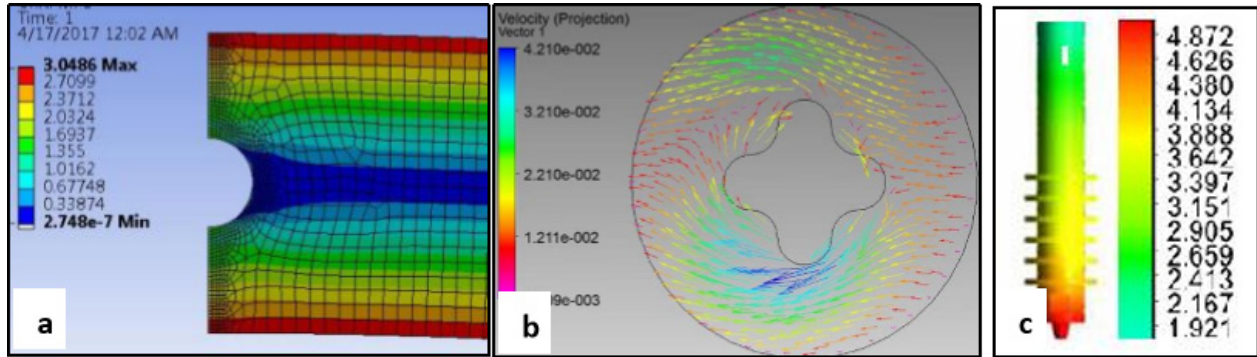 Time: 1
4/17/2017 12:02 AM
3.0486 Max
2.7099
2.3712
2.0324
1.6937
1.355
1.0162
0.67748
0.33874
2.748e-7 Min
a
Velocity (Projection)
Vector 1
4.210e-002
3.210e-002
2.210e-002
1.211e-002
e-003
b
4.872
4.626
4.380
4.134
3.888
3.642
3.397
3.151
2.905
2.659
2.413
2.167
1.921
c